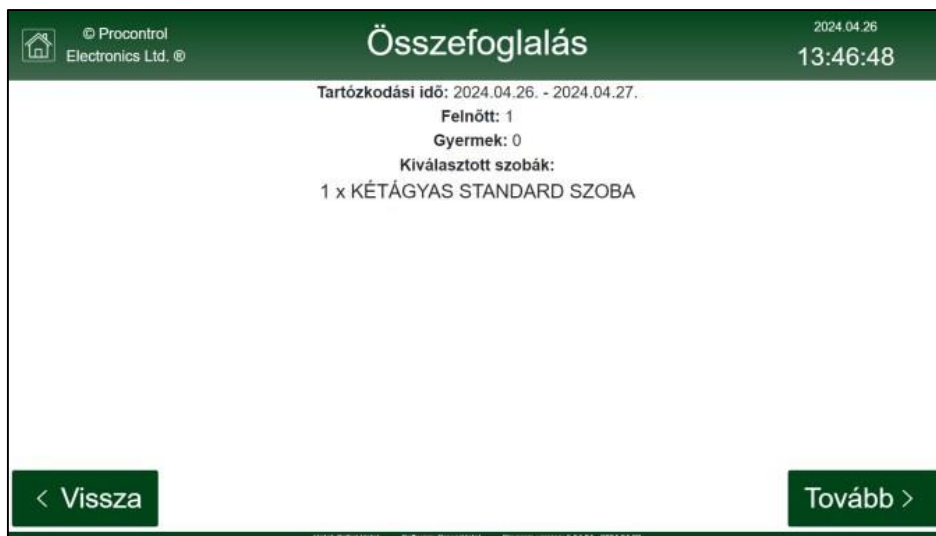 © Procontrol
Electronics Ltd. ®
Összefoglalás
2024.04.26
13:46:48
Tartózkodási idő: 2024.04.26. - 2024.04.27.
Felnőtt: 1
Gyermek: 0
Kiválasztott szobák:
1 x KÉTÁGYAS STANDARD SZOBA
< Vissza
Tovább >